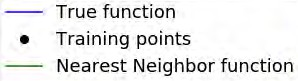 True function
Training points
Nearest Neighbor function